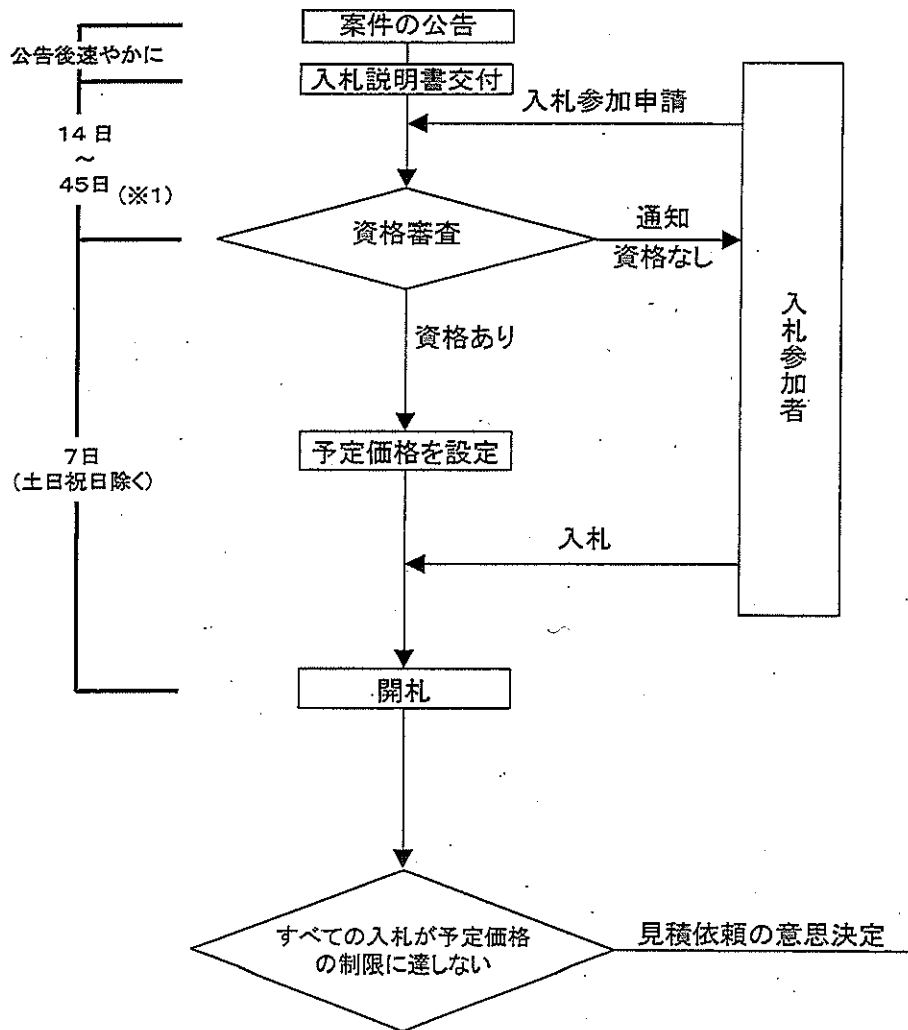 案件の公告
公告後速やかに
入札説明書交付
入札参加申請
14 日
～
45日 (※1)
資格審査
通知
資格なし
入札参加者
資格あり
予定価格を設定
7日
(土日祝日除く)
入札
開札
すべての入札が予定価格
の制限に達しない
見積依頼の意思決定